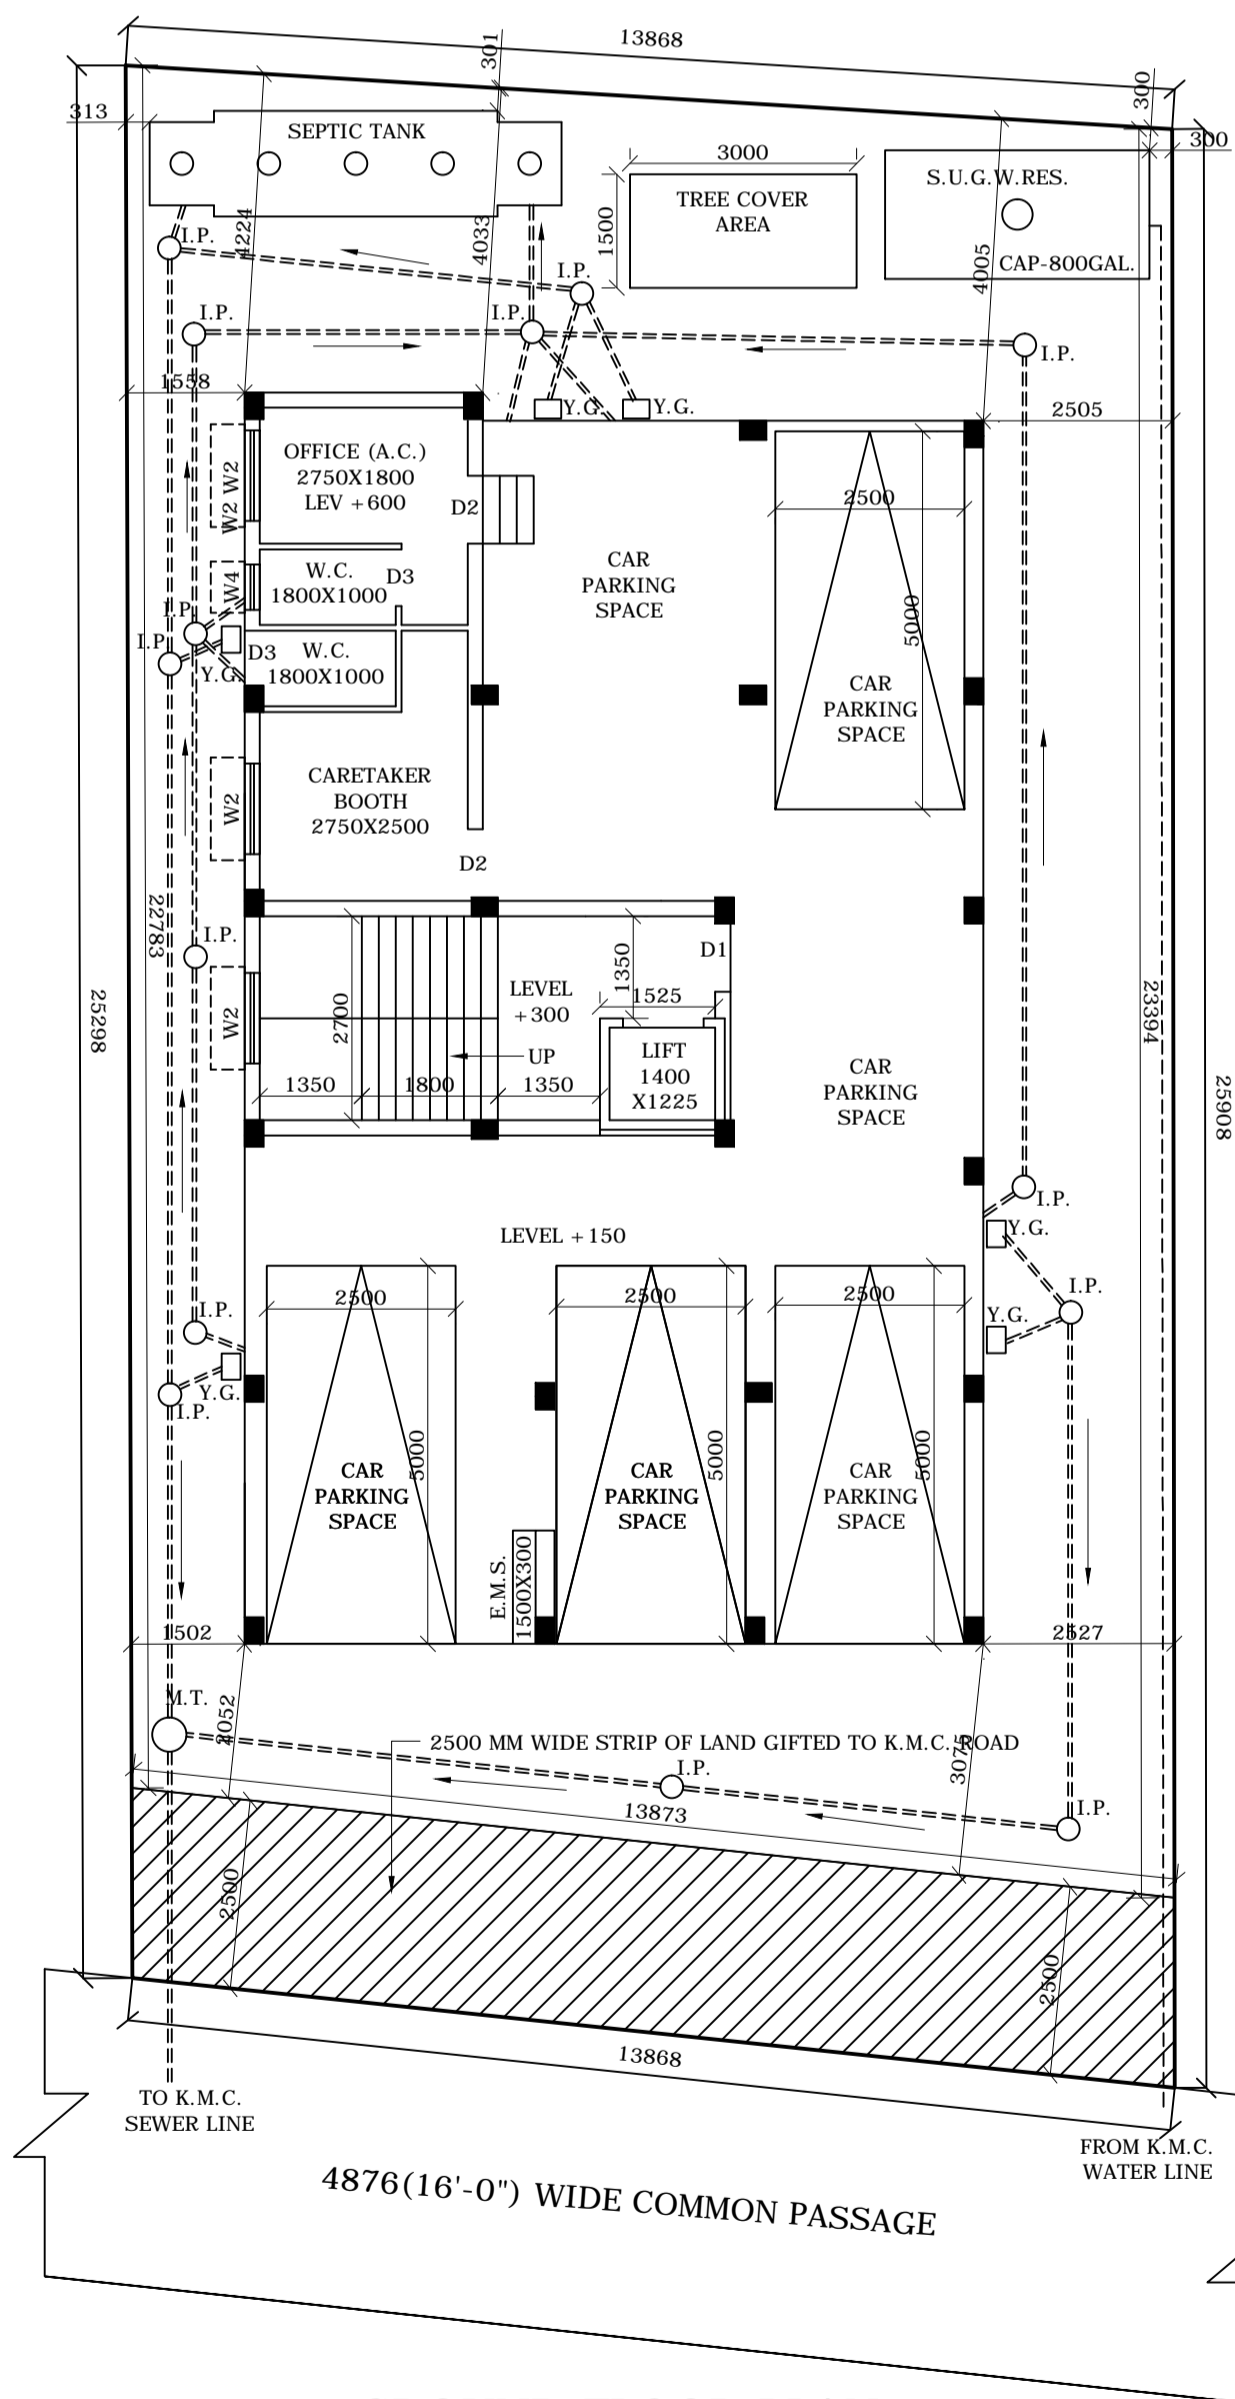 13868
301
300
313
300
SEPTIC TANK
3000
S.U.G.W.RES.
TREE COVER
AREA
1500
CAP-800GAL.
4224
4033
4005
I.P.
I.P.
I.P.
I.P.
I.P.
1558
Y.G.
Y.G.
2505
OFFICE (A.C.)
2750X1800
LEV +600
W2 W2
D2
2500
CAR
PARKING
SPACE
5000
W.C.
1800X1000
D3
W4
I.P.
I.P.
D3
W.C.
1800X1000
Y.G.
CAR
PARKING
SPACE
CARETAKER
BOOTH
2750X2500
W2
D2
22783
25298
I.P.
D1
1350
1525
LEVEL
+300
2700
W2
UP
LIFT
1400
X1225
1350
1800
1350
CAR
PARKING
SPACE
23394
25908
I.P.
Y.G.
LEVEL +150
2500
2500
2500
I.P.
Y.G.
I.P.
Y.G.
I.P.
5000
5000
5000
CAR
PARKING
SPACE
CAR
PARKING
SPACE
CAR
PARKING
SPACE
E.M.S.
1500X300
1502
2527
M.T.
2052
2500 MM WIDE STRIP OF LAND GIFTED TO K.M.C. ROAD
3075
I.P.
13873
I.P.
2500
2500
13868
TO K.M.C.
SEWER LINE
FROM K.M.C.
WATER LINE
4876(16'-0") WIDE COMMON PASSAGE